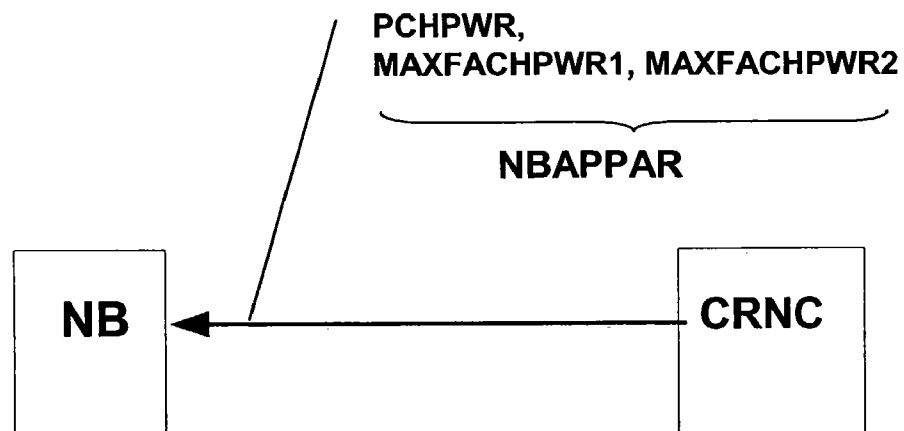 PCHPWR,
MAXFACHPWR1, MAXFACHPWR2
NBAPPAR
NB
CRNC